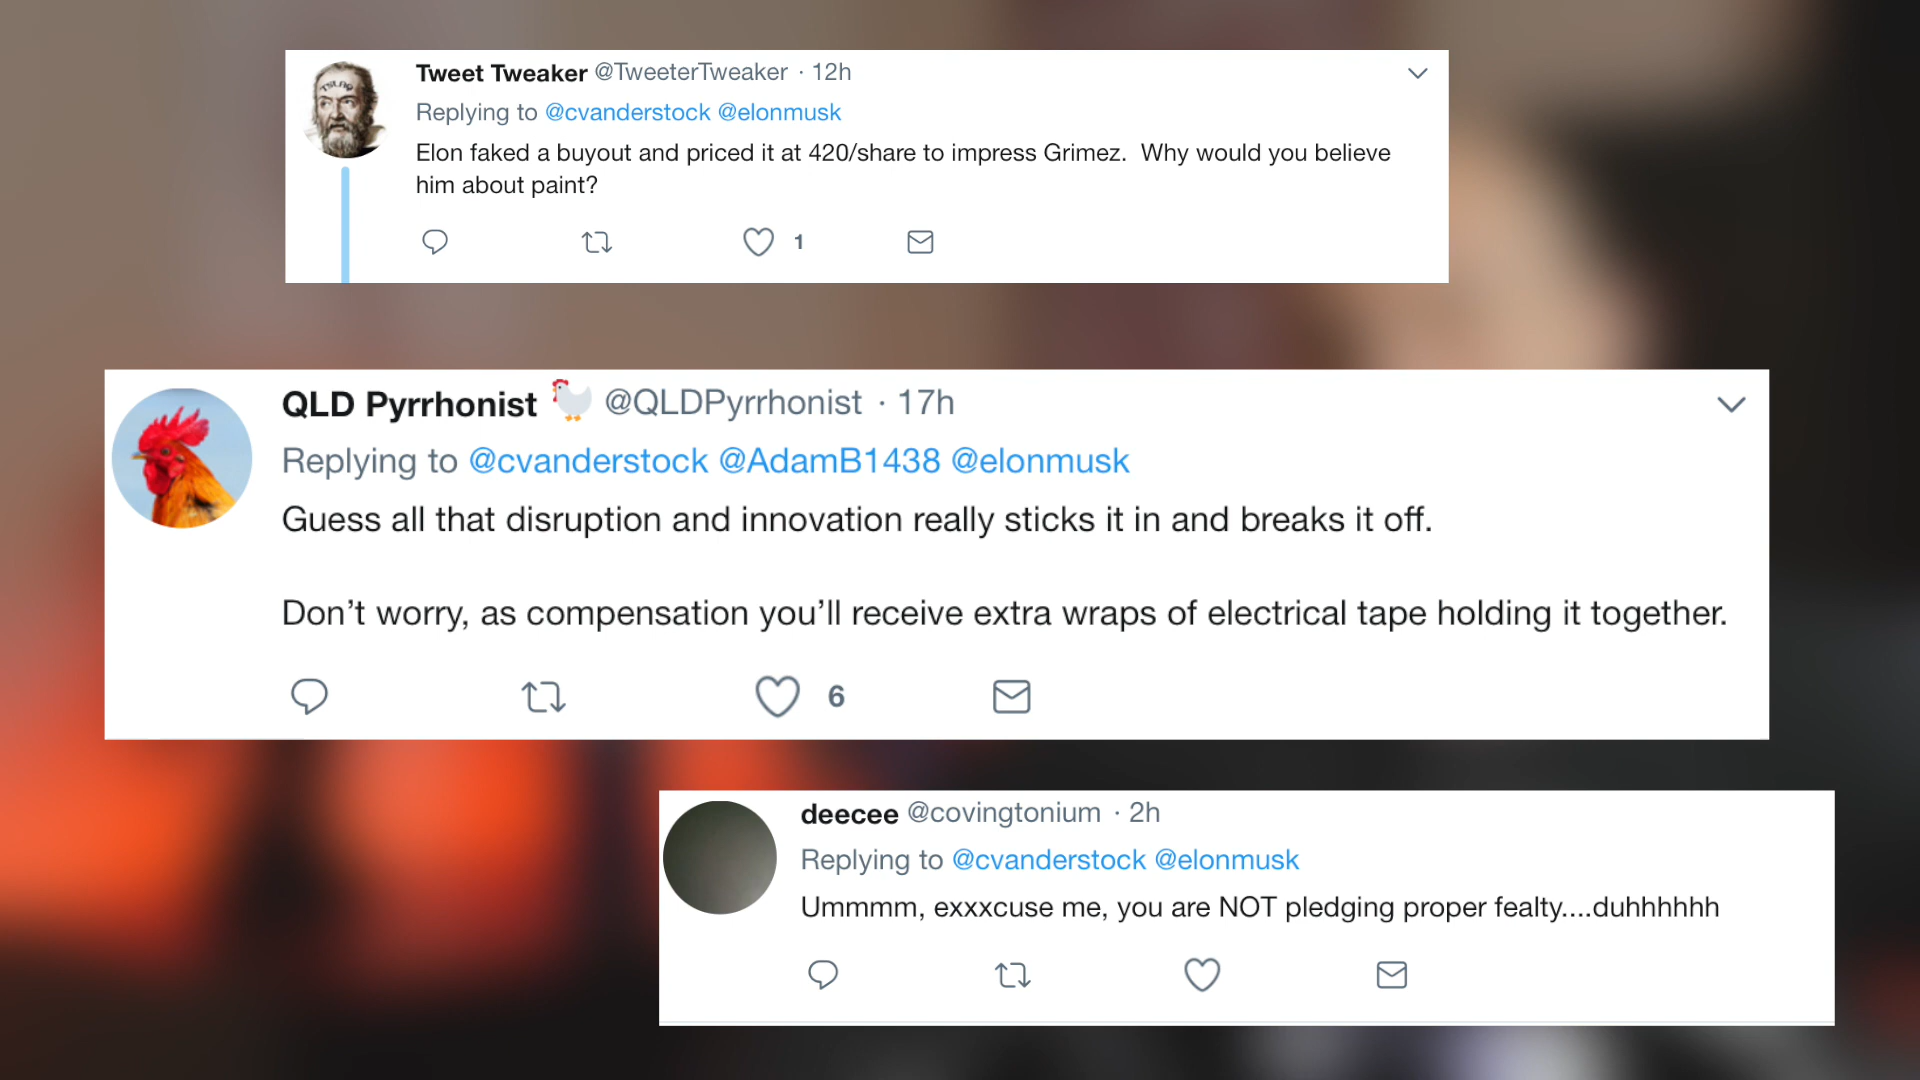 TSLAQ
Tweet Tweaker @TweeterTweaker · 12h
Replying to @cvanderstock @elonmusk
Elon faked a buyout and priced it at 420/share to impress Grimez.  Why would you believe
him about paint?
1
QLD Pyrrhonist 🐓 @QLDPyrrhonist · 17h
Replying to @cvanderstock @AdamB1438 @elonmusk
Guess all that disruption and innovation really sticks it in and breaks it off.
Don’t worry, as compensation you’ll receive extra wraps of electrical tape holding it together.
6
deecee @covingtonium · 2h
Replying to @cvanderstock @elonmusk
Ummmm, exxxcuse me, you are NOT pledging proper fealty....duhhhhhh